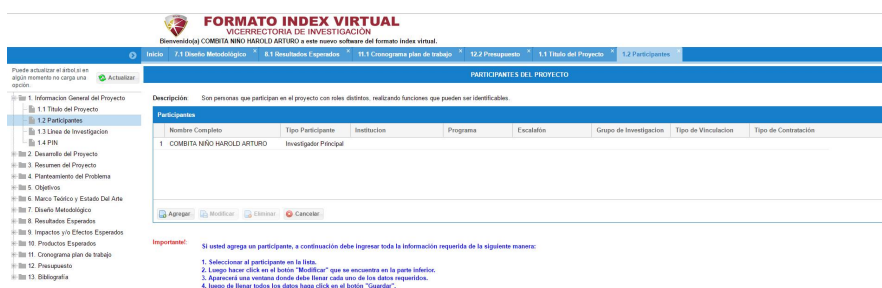 FORMATO INDEX VIRTUAL
VICERRECTORIA DE INVESTIGACIÓN
Bienvenido(a) COMBITA NIÑO HAROLD ARTURO a este nuevo software del formato index virtual.
Inicio 7.1 Diseño Metodológico 8.1 Resultados Esperados 11.1 Cronograma plan de trabajo 12.2 Presupuesto 1.1 Titulo del Proyecto 1.2 Participantes
Puede actualizar el árbol,si en
algún momento no carga una
opción.
Actualizar
1. Informacion General del Proyecto
1.1 Titulo del Proyecto
1.2 Participantes
1.3 Linea de Investigacion
1.4 PIN
2. Desarrollo del Proyecto
3. Resumen del Proyecto
4. Planteamiento del Problema
5. Objetivos
6. Marco Teórico y Estado Del Arte
7. Diseño Metodológico
8. Resultados Esperados
9. Impactos y/o Efectos Esperados
10. Productos Esperados
11. Cronograma plan de trabajo
12. Presupuesto
13. Bibliografía
PARTICIPANTES DEL PROYECTO
Descripción: Son personas que participan en el proyecto con roles distintos, realizando funciones que pueden ser identificables.
Participantes
Nombre Completo Tipo Participante Institucion Programa Escalafón Grupo de Investigacion Tipo de Vinculacion Tipo de Contratación
1 COMBITA NIÑO HAROLD ARTURO Investigador Principal
Agregar Modificar Eliminar Cancelar
Importante!: Si usted agrega un participante, a continuación debe ingresar toda la información requerida de la siguiente manera:
1. Seleccionar al participante en la lista.
2. Luego hacer click en el botón "Modificar" que se encuentra en la parte inferior.
3. Aparecerá una ventana donde debe llenar cada uno de los datos requeridos.
4. luego de llenar todos los datos haga click en el botón "Guardar".